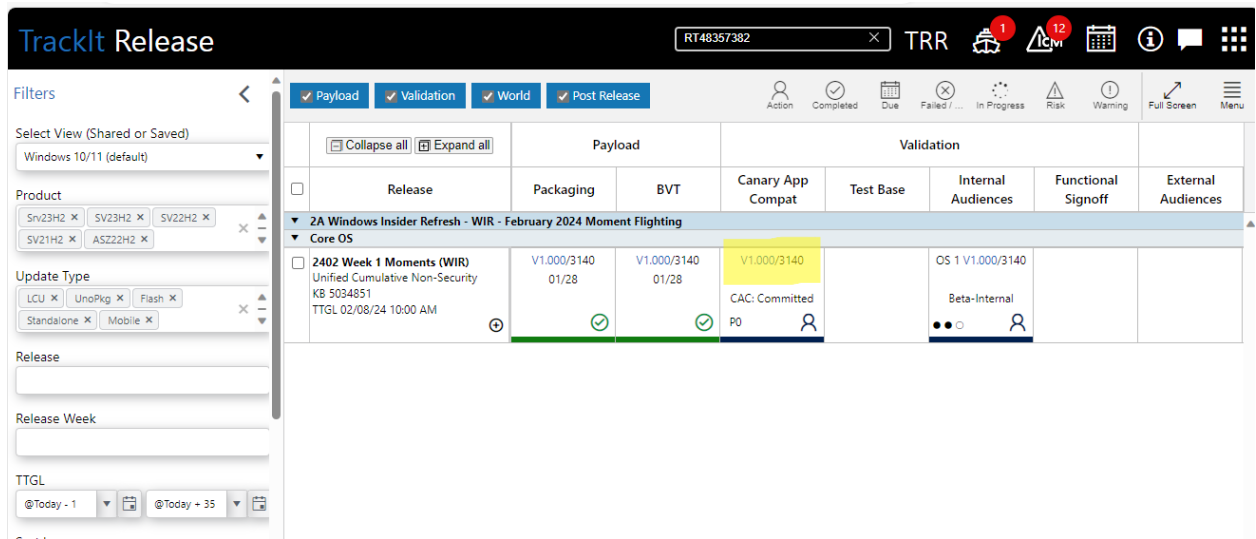 TrackIt Release
RT48357382
TRR
1
12
IcM
Filters
Payload
Validation
World
Post Release
Action
Completed
Due
Failed / ...
In Progress
Risk
Warning
Full Screen
Menu
Select View (Shared or Saved)
Windows 10/11 (default)
Product
Srv23H2 × SV23H2 × SV22H2 ×
SV21H2 × ASZ22H2 ×
Update Type
LCU × UnoPkg × Flash ×
Standalone × Mobile ×
Release
Release Week
TTGL
@Today - 1
@Today + 35
Collapse all Expand all
Payload
Validation
Release
Packaging
BVT
Canary App
Compat
Test Base
Internal
Audiences
Functional
Signoff
External
Audiences
2A Windows Insider Refresh - WIR - February 2024 Moment Flighting
Core OS
2402 Week 1 Moments (WIR)
Unified Cumulative Non-Security
KB 5034851
TTGL 02/08/24 10:00 AM
V1.000/3140
01/28
V1.000/3140
01/28
V1.000/3140
CAC: Committed
P0
OS 1 V1.000/3140
Beta-Internal